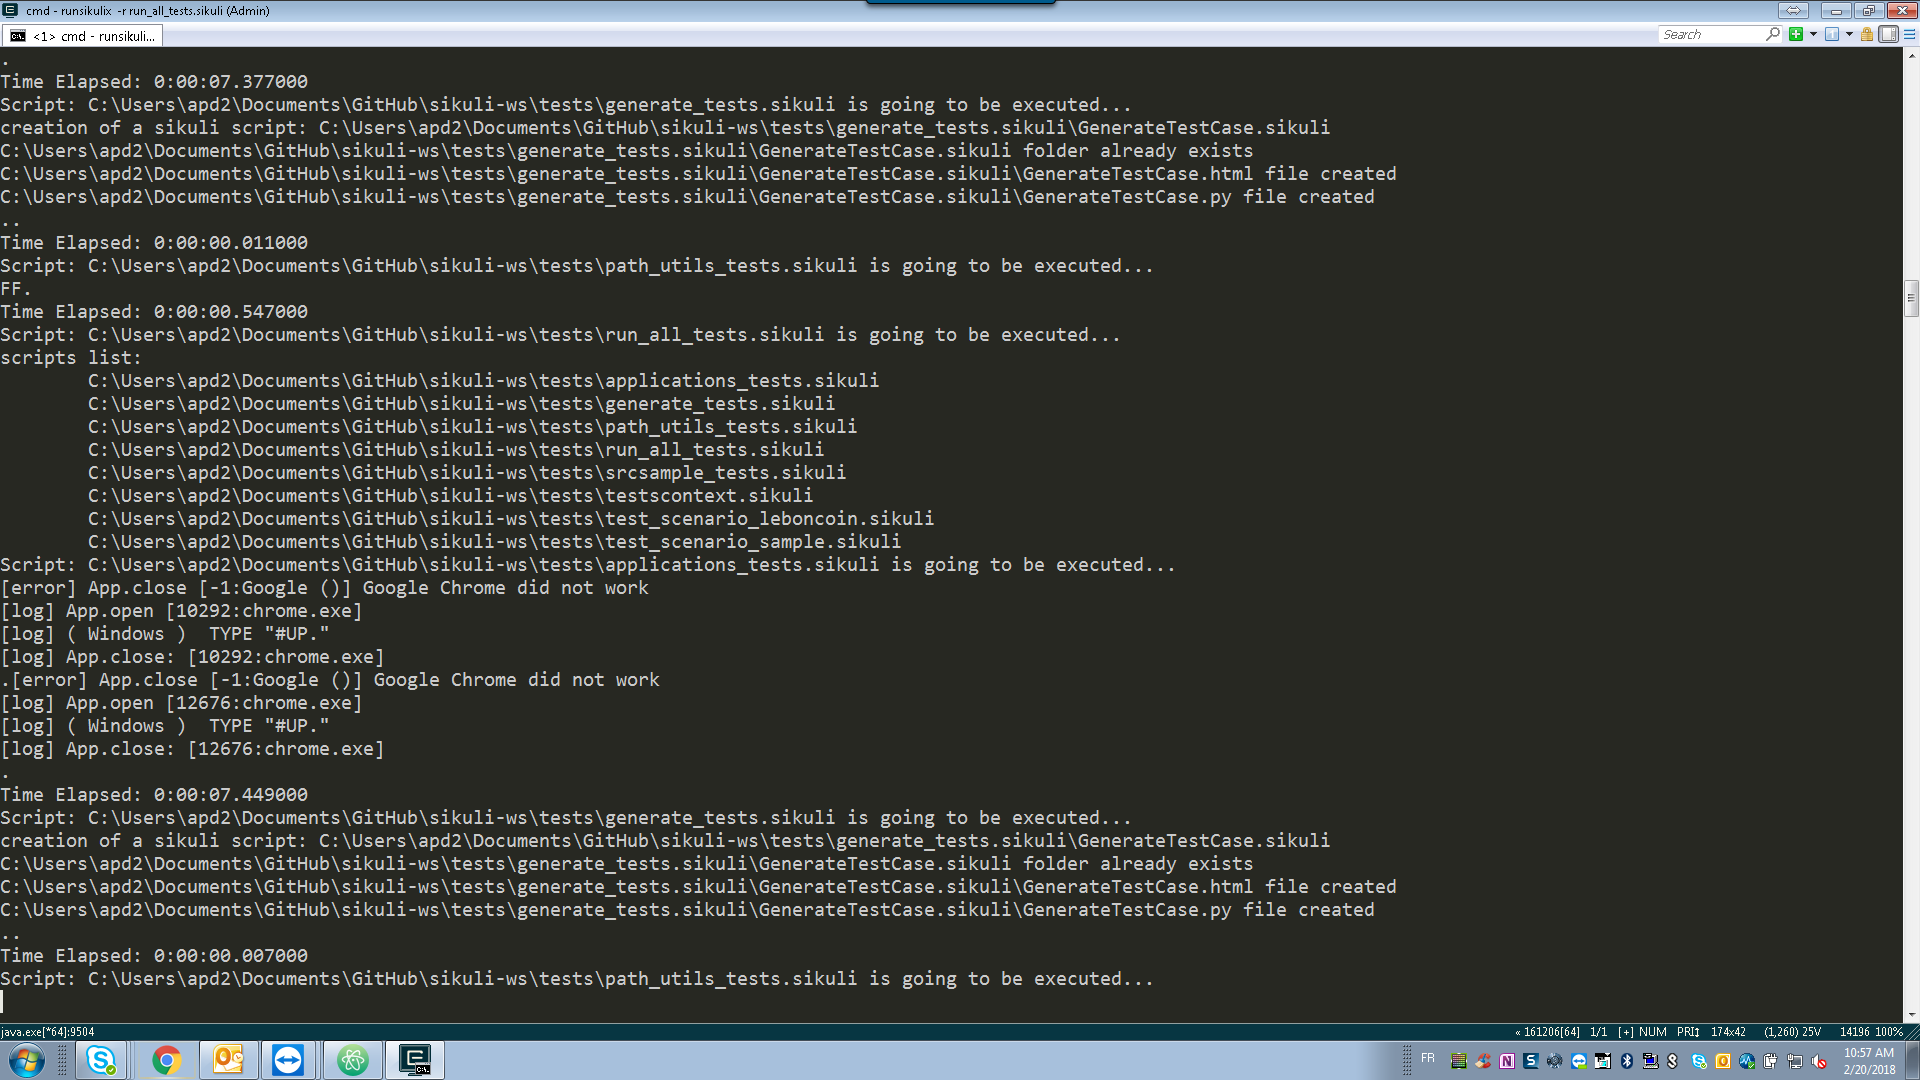 cmd - runsikulix -r run_all_tests.sikuli (Admin)
<1> cmd - runsikuli...
Search
.
Time Elapsed: 0:00:07.377000
Script: C:\Users\apd2\Documents\GitHub\sikuli-ws\tests\generate_tests.sikuli is going to be executed...
creation of a sikuli script: C:\Users\apd2\Documents\GitHub\sikuli-ws\tests\generate_tests.sikuli\GenerateTestCase.sikuli
C:\Users\apd2\Documents\GitHub\sikuli-ws\tests\generate_tests.sikuli\GenerateTestCase.sikuli folder already exists
C:\Users\apd2\Documents\GitHub\sikuli-ws\tests\generate_tests.sikuli\GenerateTestCase.sikuli\GenerateTestCase.html file created
C:\Users\apd2\Documents\GitHub\sikuli-ws\tests\generate_tests.sikuli\GenerateTestCase.sikuli\GenerateTestCase.py file created
..
Time Elapsed: 0:00:00.011000
Script: C:\Users\apd2\Documents\GitHub\sikuli-ws\tests\path_utils_tests.sikuli is going to be executed...
FF.
Time Elapsed: 0:00:00.547000
Script: C:\Users\apd2\Documents\GitHub\sikuli-ws\tests\run_all_tests.sikuli is going to be executed...
scripts list:
C:\Users\apd2\Documents\GitHub\sikuli-ws\tests\applications_tests.sikuli
C:\Users\apd2\Documents\GitHub\sikuli-ws\tests\generate_tests.sikuli
C:\Users\apd2\Documents\GitHub\sikuli-ws\tests\path_utils_tests.sikuli
C:\Users\apd2\Documents\GitHub\sikuli-ws\tests\run_all_tests.sikuli
C:\Users\apd2\Documents\GitHub\sikuli-ws\tests\srcsample_tests.sikuli
C:\Users\apd2\Documents\GitHub\sikuli-ws\tests\testscontext.sikuli
C:\Users\apd2\Documents\GitHub\sikuli-ws\tests\test_scenario_leboncoin.sikuli
C:\Users\apd2\Documents\GitHub\sikuli-ws\tests\test_scenario_sample.sikuli
Script: C:\Users\apd2\Documents\GitHub\sikuli-ws\tests\applications_tests.sikuli is going to be executed...
[error] App.close [-1:Google ()] Google Chrome did not work
[log] App.open [10292:chrome.exe]
[log] ( Windows )  TYPE "#UP."
[log] App.close: [10292:chrome.exe]
.[error] App.close [-1:Google ()] Google Chrome did not work
[log] App.open [12676:chrome.exe]
[log] ( Windows )  TYPE "#UP."
[log] App.close: [12676:chrome.exe]
.
Time Elapsed: 0:00:07.449000
Script: C:\Users\apd2\Documents\GitHub\sikuli-ws\tests\generate_tests.sikuli is going to be executed...
creation of a sikuli script: C:\Users\apd2\Documents\GitHub\sikuli-ws\tests\generate_tests.sikuli\GenerateTestCase.sikuli
C:\Users\apd2\Documents\GitHub\sikuli-ws\tests\generate_tests.sikuli\GenerateTestCase.sikuli folder already exists
C:\Users\apd2\Documents\GitHub\sikuli-ws\tests\generate_tests.sikuli\GenerateTestCase.sikuli\GenerateTestCase.html file created
C:\Users\apd2\Documents\GitHub\sikuli-ws\tests\generate_tests.sikuli\GenerateTestCase.sikuli\GenerateTestCase.py file created
..
Time Elapsed: 0:00:00.007000
Script: C:\Users\apd2\Documents\GitHub\sikuli-ws\tests\path_utils_tests.sikuli is going to be executed...
java.exe[*64]:9504 « 161206[64] 1/1 [+] NUM PRI↕ 174x42 (1,260) 25V 14196 100%
FR
10:57 AM
2/20/2018